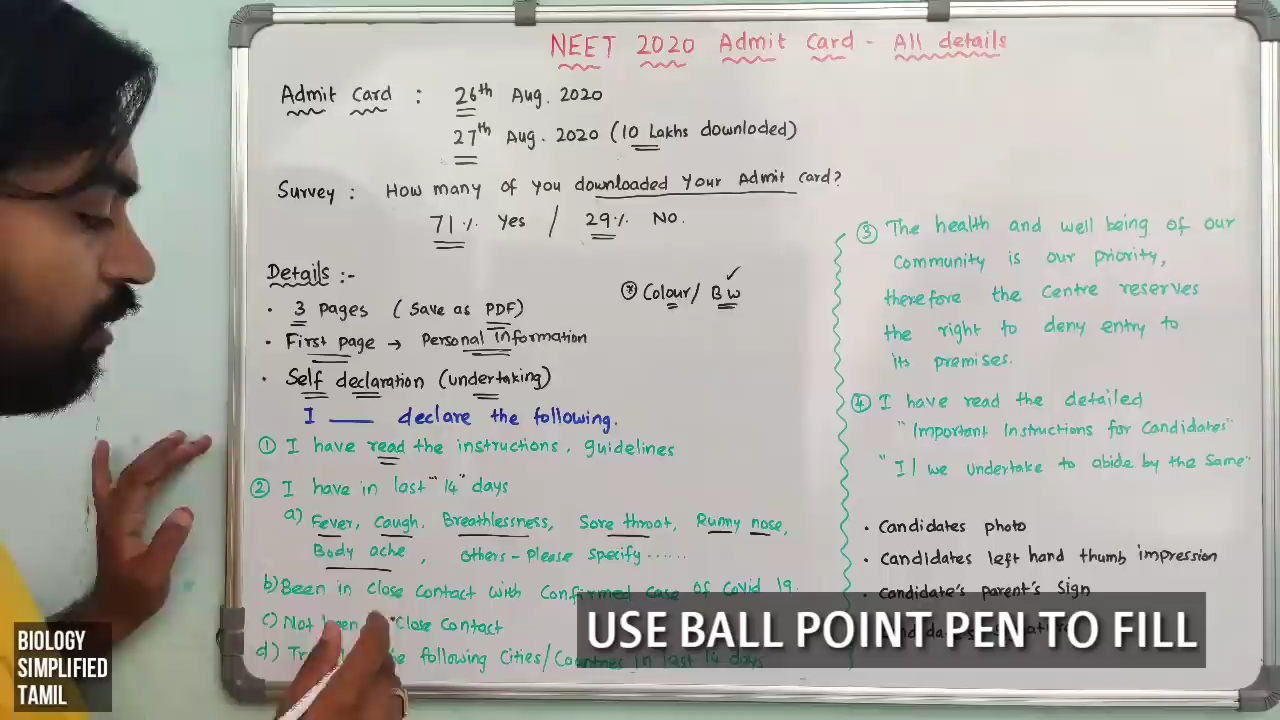 NEET 2020 Admit Card - All details
Admit Card : 26th Aug. 2020
27th Aug. 2020 (10 Lakhs downloded)
Survey : How many of you downloaded Your Admit Card?
71% Yes / 29% No.
Details :-
• 3 Pages (Save as PDF)
* Colour/ BW ✓
• First page → Personal information
• Self declaration (undertaking)
I ___ declare the following.
① I have read the instructions, guidelines
② I have in last "14" days
a) Fever, Caugh, Breathlessness, Sore throat, Runny nose,
Body ache, others - Please specify ......
b) Been in close contact with confirmed case of Covid 19.
c) Not been "Close Contact
d) following Cities/Countries in last 14 days
③ The health and well being of our
Community is our priority,
therefore the Centre reserves
the right to deny entry to
its premises.
④ I have read the detailed
"Important Instructions for Candidates"
"I/ we undertake to abide by the Same"
• Candidates photo
• Candidates left hand thumb impression
• Candidate's parent's Sign
USE BALL POINT PEN TO FILL
BIOLOGY
SIMPLIFIED
TAMIL